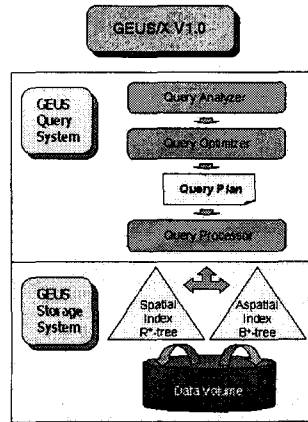 GEUS/X V1.0
GEUS
Query
System
Query Analyzer
Query Optimizer
Query Plan
Query Processor
GEUS
Storage
System
Spatial
Index
R*-tree
Aspatial
Index
B*-tree
Data Volume